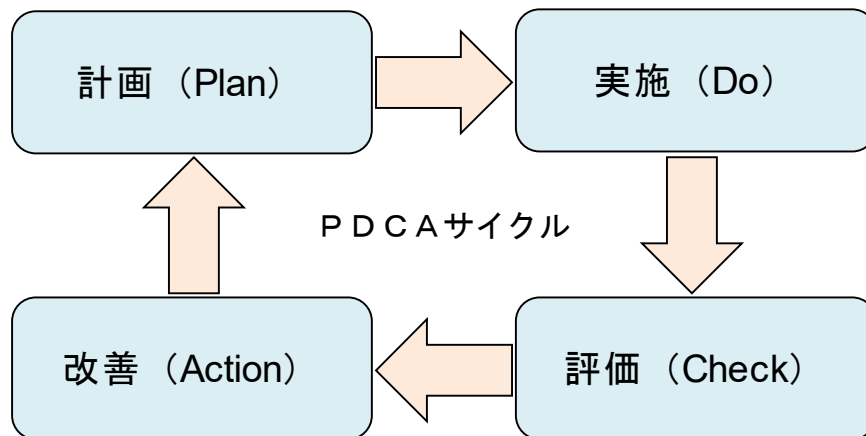 計画（Plan）
実施（Do）
ＰＤＣＡサイクル
改善（Action）
評価（Check）